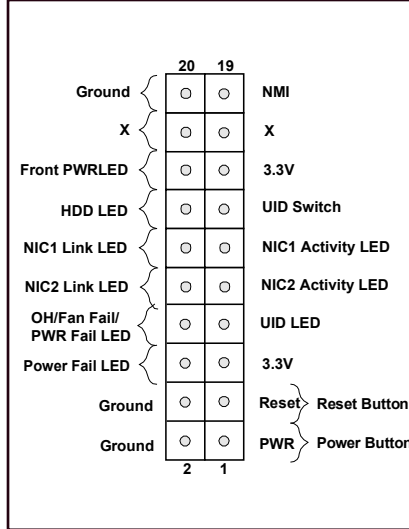 20 19
Ground NMI
X X
Front PWRLED 3.3V
HDD LED UID Switch
NIC1 Link LED NIC1 Activity LED
NIC2 Link LED NIC2 Activity LED
OH/Fan Fail/
PWR Fail LED UID LED
Power Fail LED 3.3V
Ground Reset Reset Button
Ground PWR Power Button
2 1